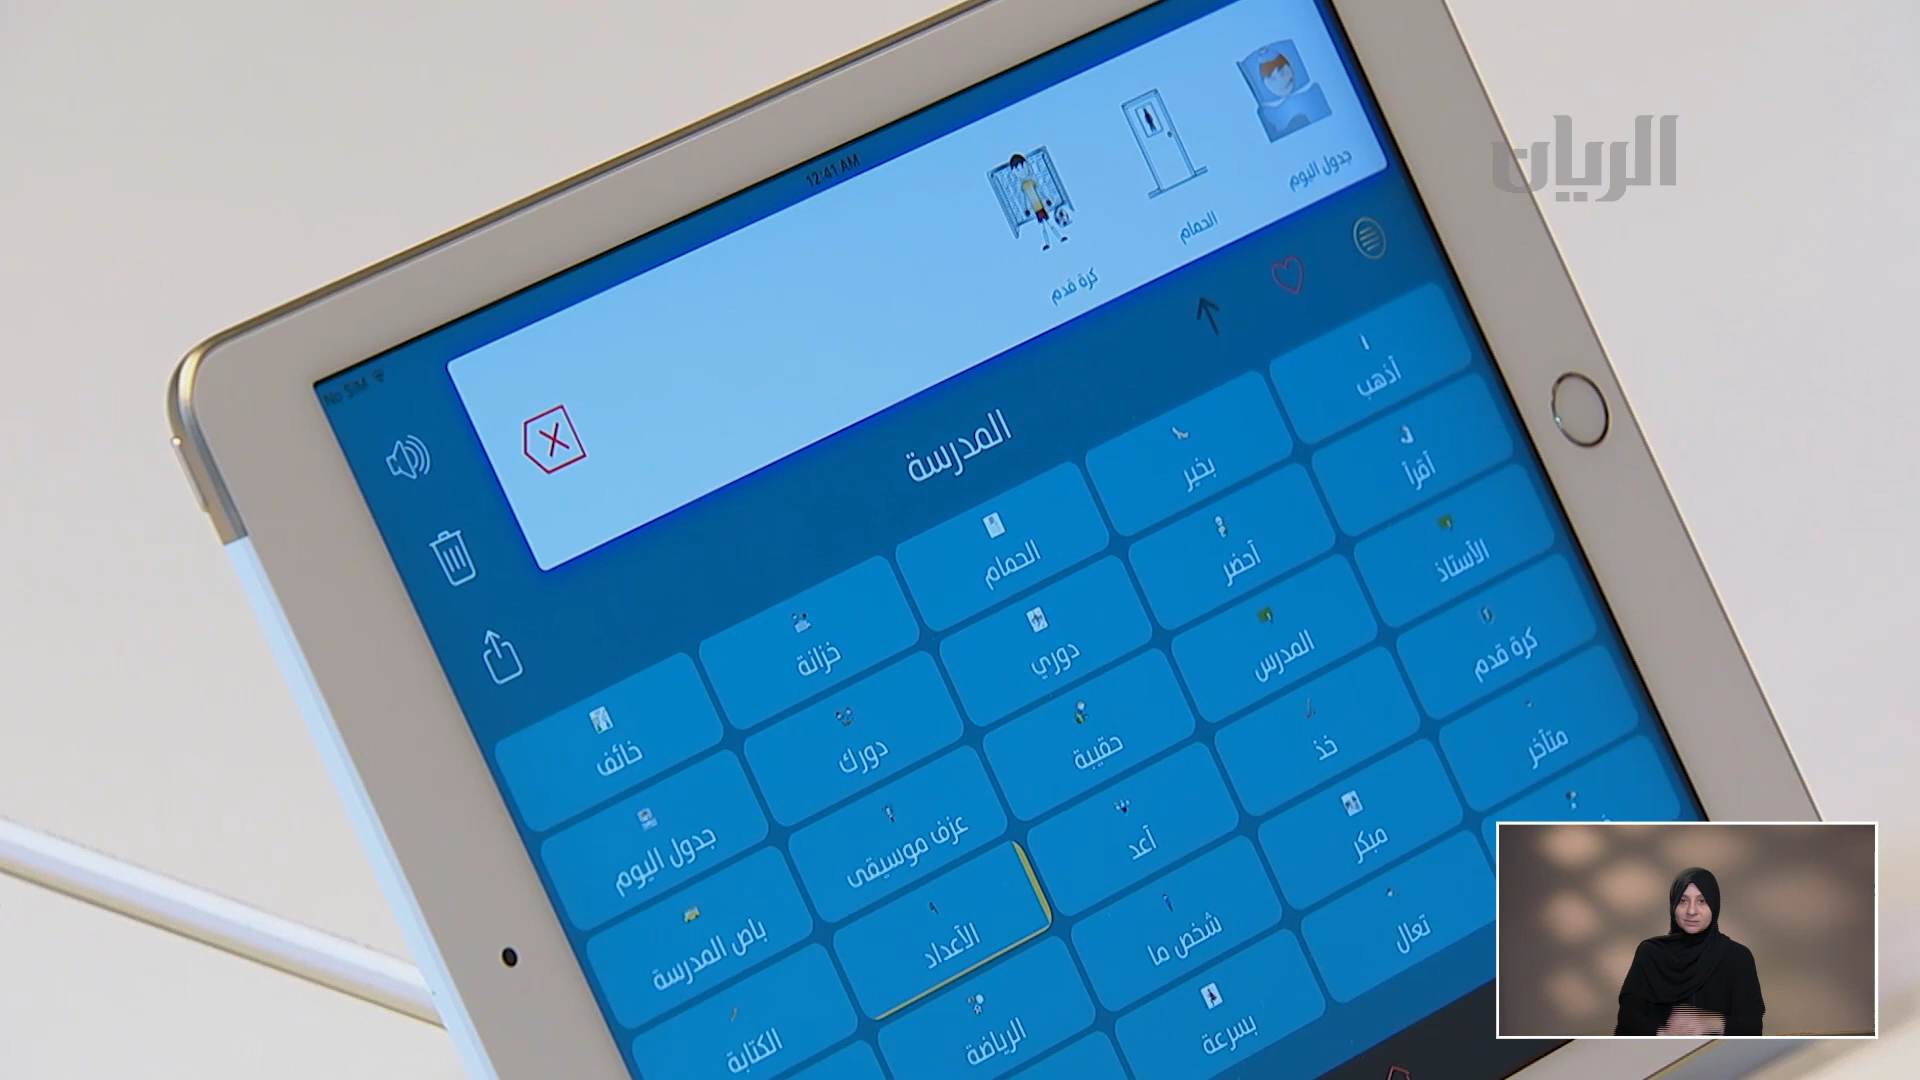 الريان
12:41 AM
No SIM
جدول اليوم
الحمام
كرة قدم
المدرسة
أذهب
بخير
الحمام
خزانة
خائف
أقرأ
أحضر
دوري
دورك
جدول اليوم
الأستاذ
المدرس
حقيبة
عزف موسيقى
باص المدرسة
كرة قدم
خذ
أعد
الأعداد
الكتابة
متأخر
مبكر
شخص ما
الرياضة
تعال
بسرعة